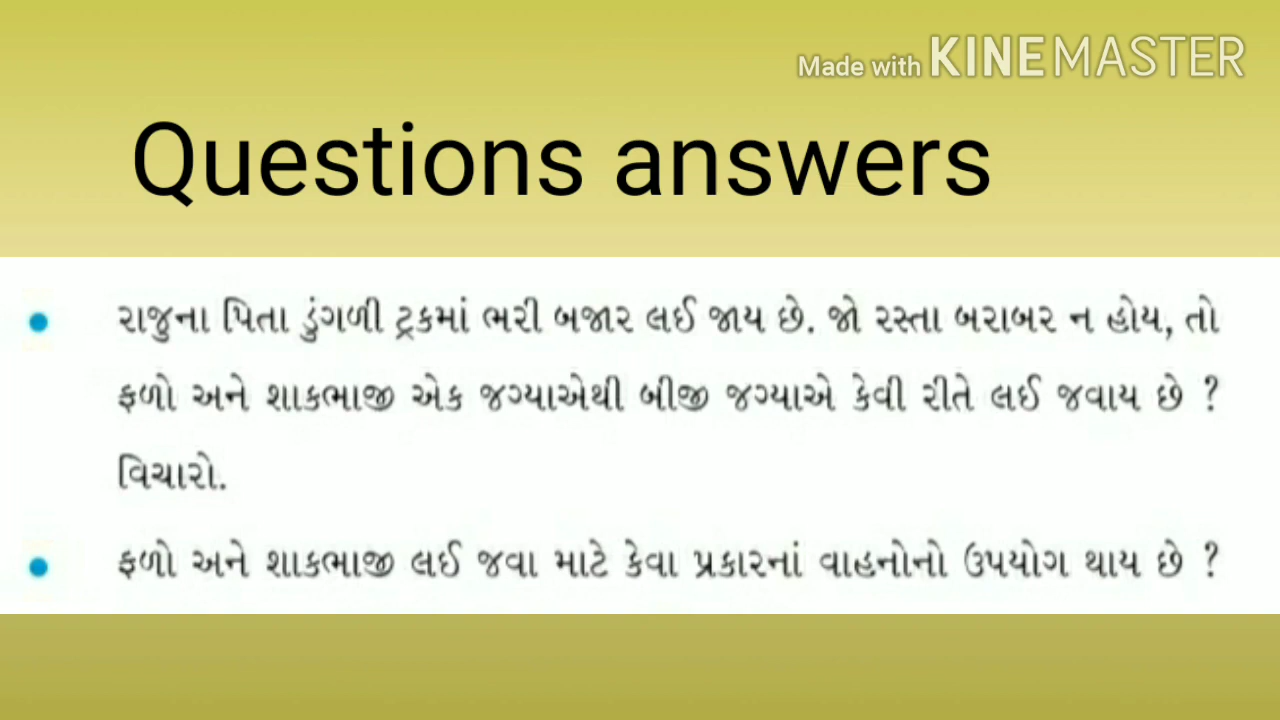 Made with KINEMASTER
Questions answers
• રાજુના પિતા ડુંગળી ટ્રકમાં ભરી બજાર લઈ જાય છે. જો રસ્તા બરાબર ન હોય, તો
ફળો અને શાકભાજી એક જગ્યાએથી બીજી જગ્યાએ કેવી રીતે લઈ જવાય છે ?
વિચારો.
• ફળો અને શાકભાજી લઈ જવા માટે કેવા પ્રકારનાં વાહનોનો ઉપયોગ થાય છે ?